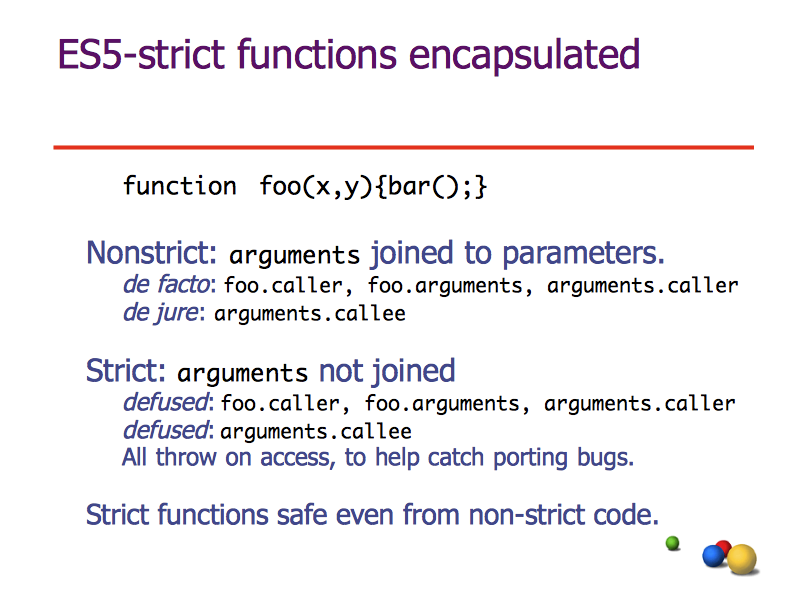 ES5-strict functions encapsulated
function foo(x,y){bar();}
Nonstrict: arguments joined to parameters.
de facto: foo.caller, foo.arguments, arguments.caller
de jure: arguments.callee
Strict: arguments not joined
defused: foo.caller, foo.arguments, arguments.caller
defused: arguments.callee
All throw on access, to help catch porting bugs.
Strict functions safe even from non-strict code.